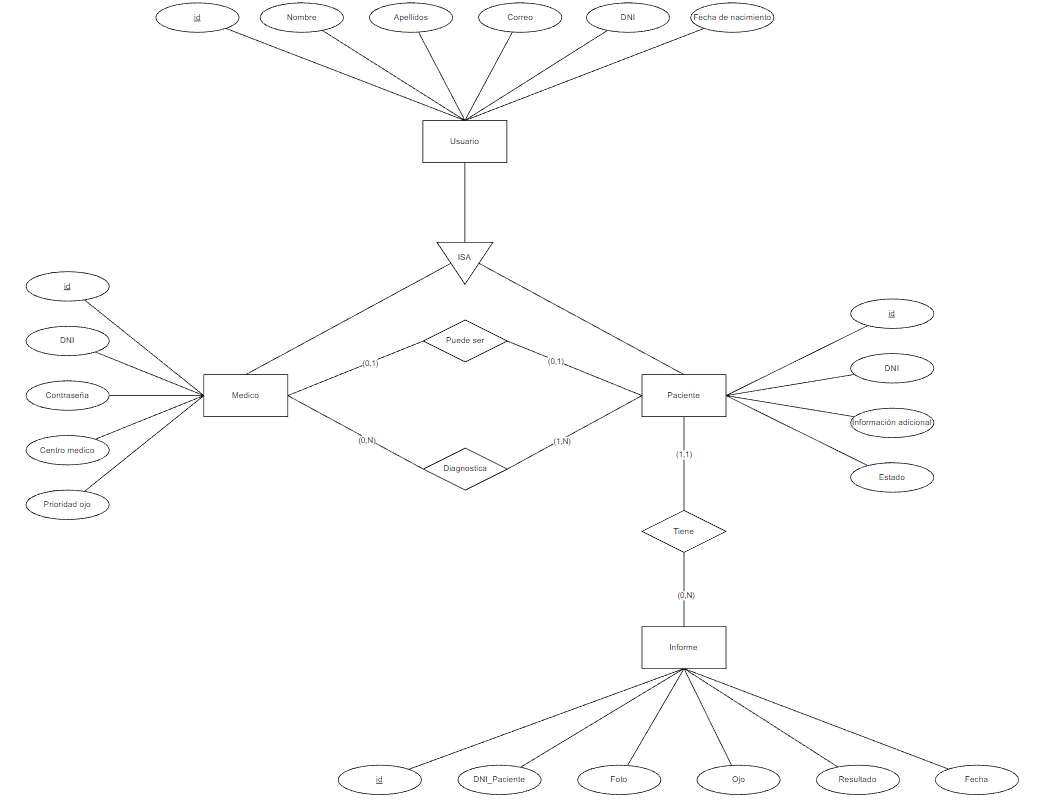 id
Nombre
Apellidos
Correo
DNI
Fecha de nacimiento
Usuario
ISA
id
DNI
Contraseña
Centro medico
Prioridad ojo
Medico
(0,1)
Puede ser
(0,1)
(0,N)
Diagnostica
(1,N)
Paciente
id
DNI
Información adicional
Estado
(1,1)
Tiene
(0,N)
Informe
id
DNI_Paciente
Foto
Ojo
Resultado
Fecha